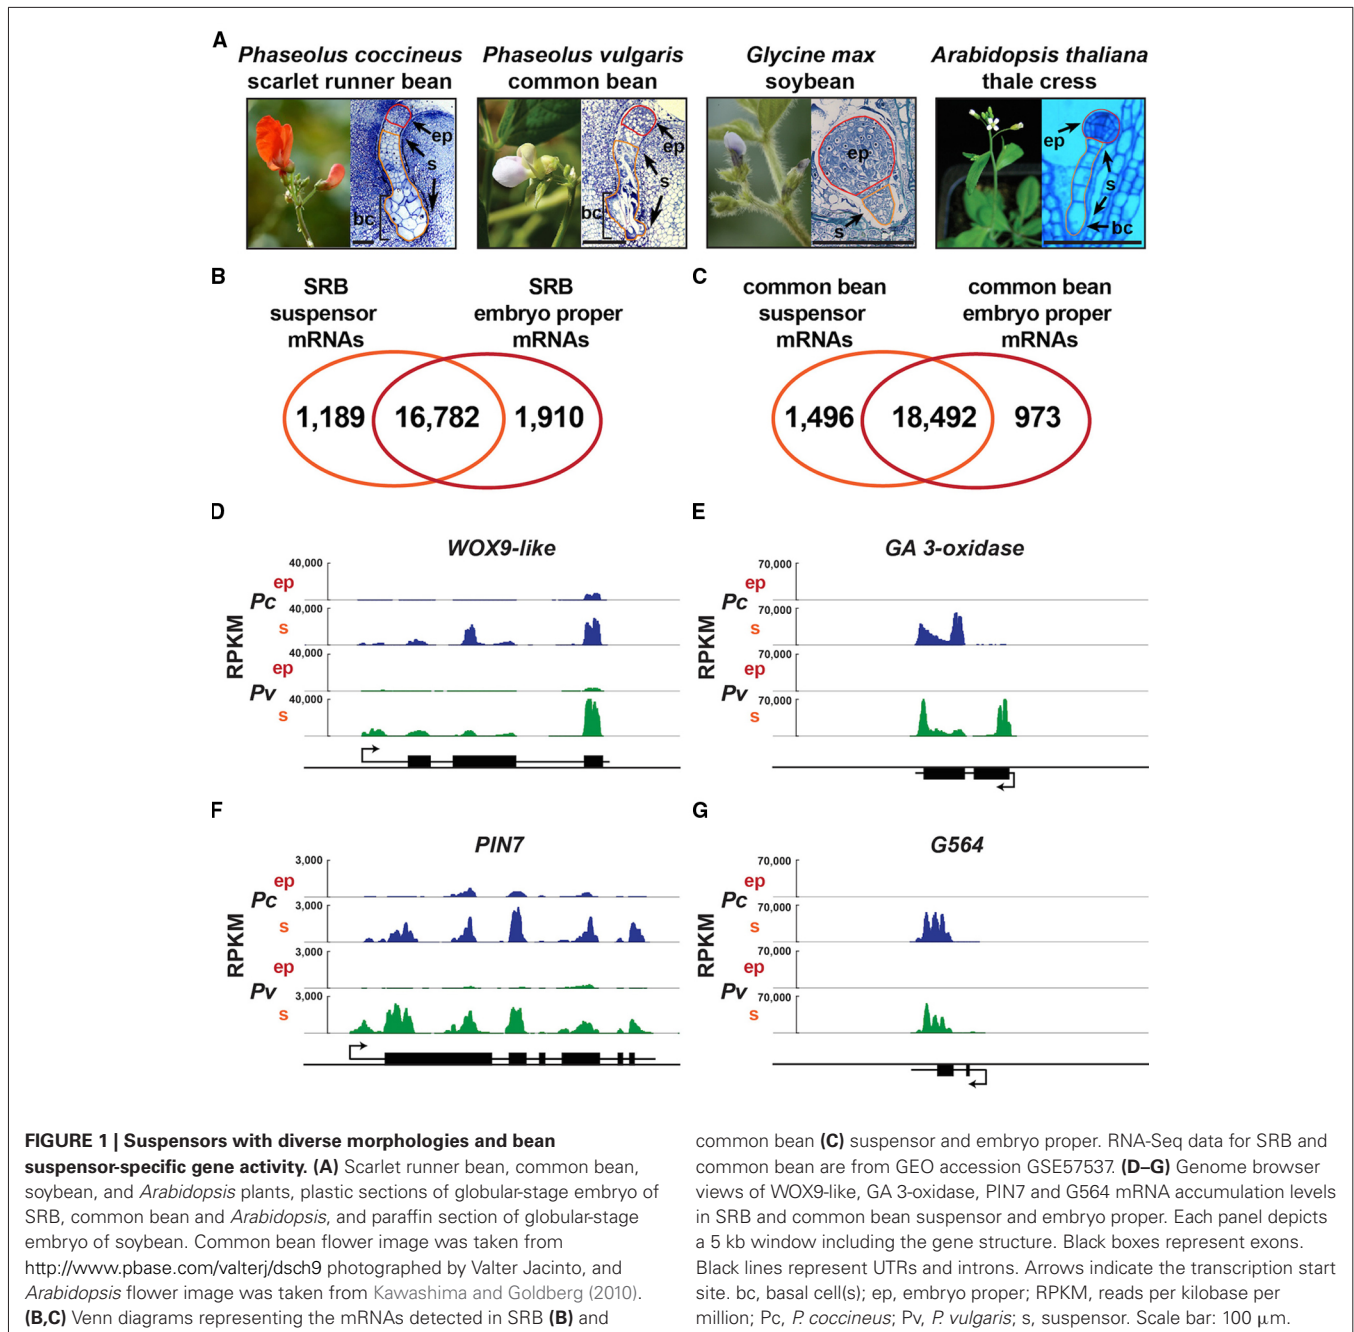 A
Phaseolus coccineus
scarlet runner bean
Phaseolus vulgaris
common bean
Glycine max
soybean
Arabidopsis thaliana
thale cress
ep
s
bc
ep
s
bc
ep
s
ep
s
bc
B
SRB
suspensor
mRNAs
SRB
embryo proper
mRNAs
1,189
16,782
1,910
C
common bean
suspensor
mRNAs
common bean
embryo proper
mRNAs
1,496
18,492
973
D
WOX9-like
RPKM
Pc
Pv
40,000
ep
40,000
s
40,000
ep
40,000
s
E
GA 3-oxidase
RPKM
Pc
Pv
70,000
ep
70,000
s
70,000
ep
70,000
s
F
PIN7
RPKM
Pc
Pv
3,000
ep
3,000
s
3,000
ep
3,000
s
G
G564
RPKM
Pc
Pv
70,000
ep
70,000
s
70,000
ep
70,000
s
FIGURE 1 | Suspensors with diverse morphologies and bean
suspensor-specific gene activity. (A) Scarlet runner bean, common bean,
soybean, and Arabidopsis plants, plastic sections of globular-stage embryo of
SRB, common bean and Arabidopsis, and paraffin section of globular-stage
embryo of soybean. Common bean flower image was taken from
http://www.pbase.com/valterj/dsch9 photographed by Valter Jacinto, and
Arabidopsis flower image was taken from Kawashima and Goldberg (2010).
(B,C) Venn diagrams representing the mRNAs detected in SRB (B) and
common bean (C) suspensor and embryo proper. RNA-Seq data for SRB and
common bean are from GEO accession GSE57537. (D–G) Genome browser
views of WOX9-like, GA 3-oxidase, PIN7 and G564 mRNA accumulation levels
in SRB and common bean suspensor and embryo proper. Each panel depicts
a 5 kb window including the gene structure. Black boxes represent exons.
Black lines represent UTRs and introns. Arrows indicate the transcription start
site. bc, basal cell(s); ep, embryo proper; RPKM, reads per kilobase per
million; Pc, P. coccineus; Pv, P. vulgaris; s, suspensor. Scale bar: 100 μm.